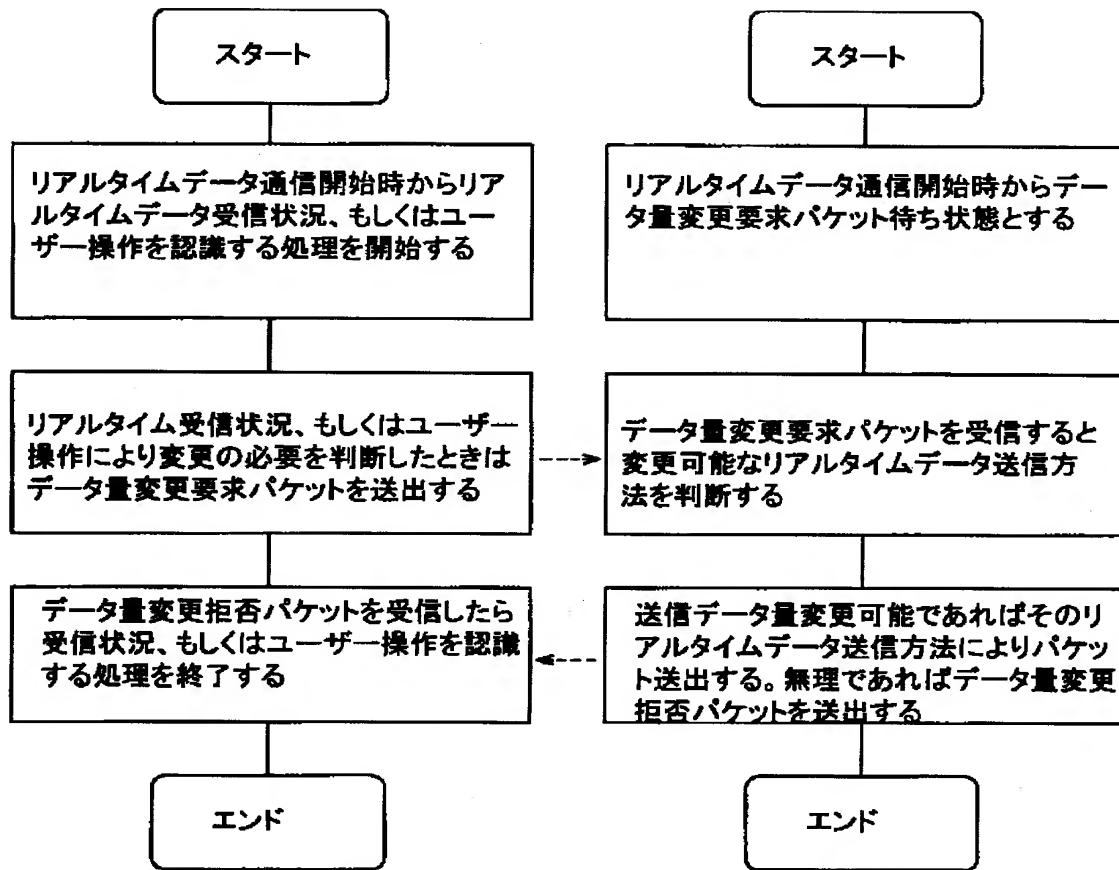 スタート
リアルタイムデータ通信開始時からリア
ルタイムデータ受信状況、もしくはユー
ザー操作を認識する処理を開始する
リアルタイム受信状況、もしくはユーザー
操作により変更の必要を判断したときは
データ量変更要求パケットを送出する
データ量変更拒否パケットを受信したら
受信状況、もしくはユーザー操作を認識
する処理を終了する
エンド
スタート
リアルタイムデータ通信開始時からデー
タ量変更要求パケット待ち状態とする
データ量変更要求パケットを受信すると
変更可能なリアルタイムデータ送信方
法を判断する
送信データ量変更可能であればそのリ
アルタイムデータ送信方法によりパケッ
ト送出する。無理であればデータ量変更
拒否パケットを送出する
エンド